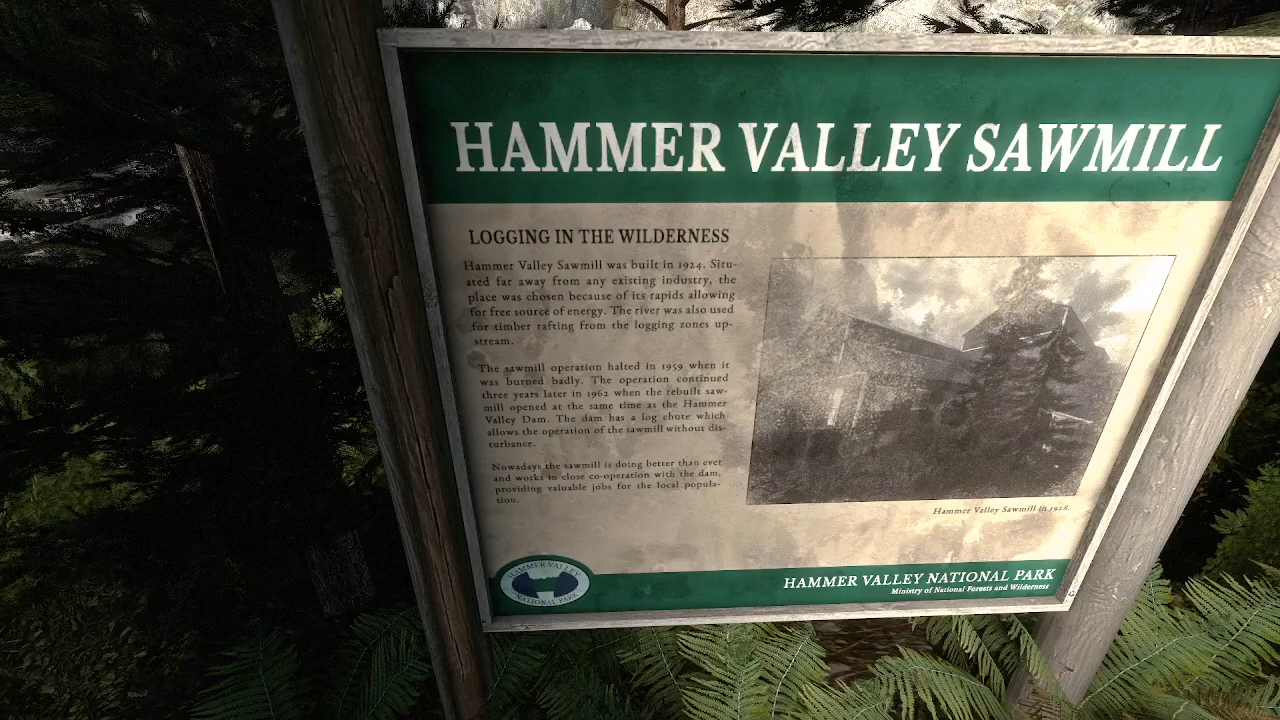 HAMMER VALLEY SAWMILL
LOGGING IN THE WILDERNESS
Hammer Valley Sawmill was built in 1924. Situ-
ated far away from any existing industry, the
place was chosen because of its rapids allowing
for free source of energy. The river was also used
for timber rafting from the logging zones up-
stream.
The sawmill operation halted in 1959 when it
was burned badly. The operation continued
three years later in 1962 when the rebuilt saw-
mill opened at the same time as the Hammer
Valley Dam. The dam has a log chute which
allows the operation of the sawmill without dis-
turbance.
Nowadays the sawmill is doing better than ever
and works in close co-operation with the dam,
providing valuable jobs for the local popula-
tion.
Hammer Valley Sawmill in 1928.
HAMMER VALLEY
NATIONAL PARK
HAMMER VALLEY NATIONAL PARK
Ministry of National Forests and Wilderness